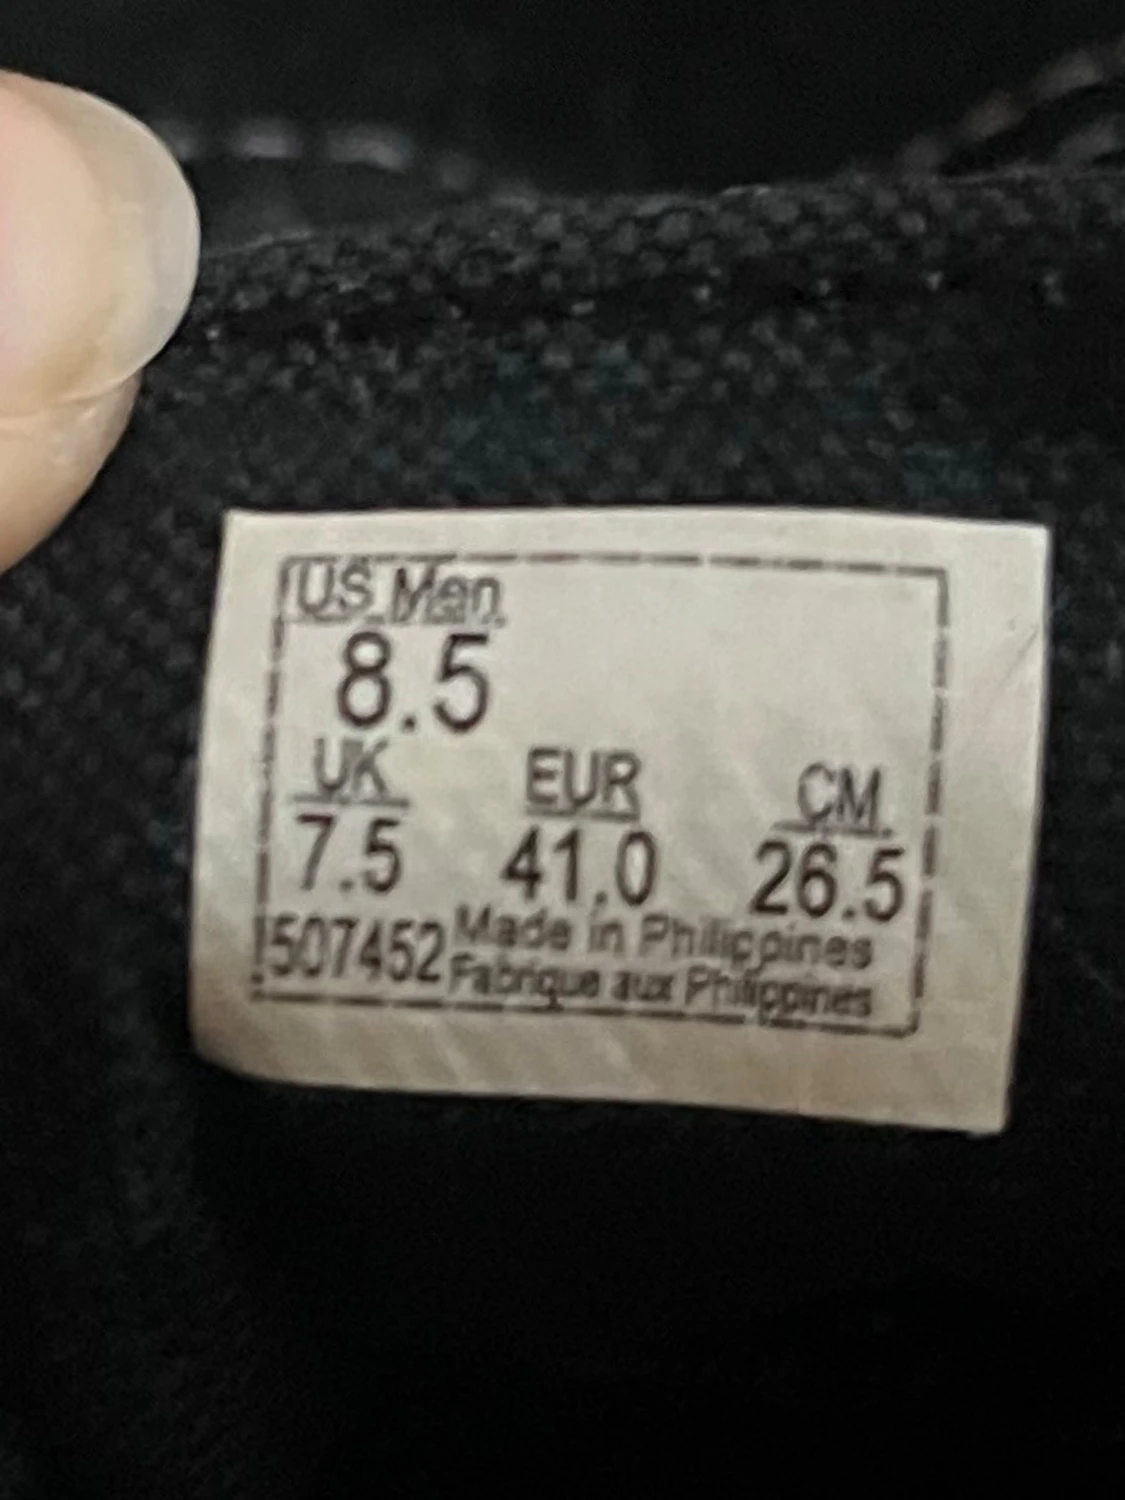 US Men
8.5
UK EUR CM
7.5 41.0 26.5
507452 Made in Philippines
Fabrique aux Philippines